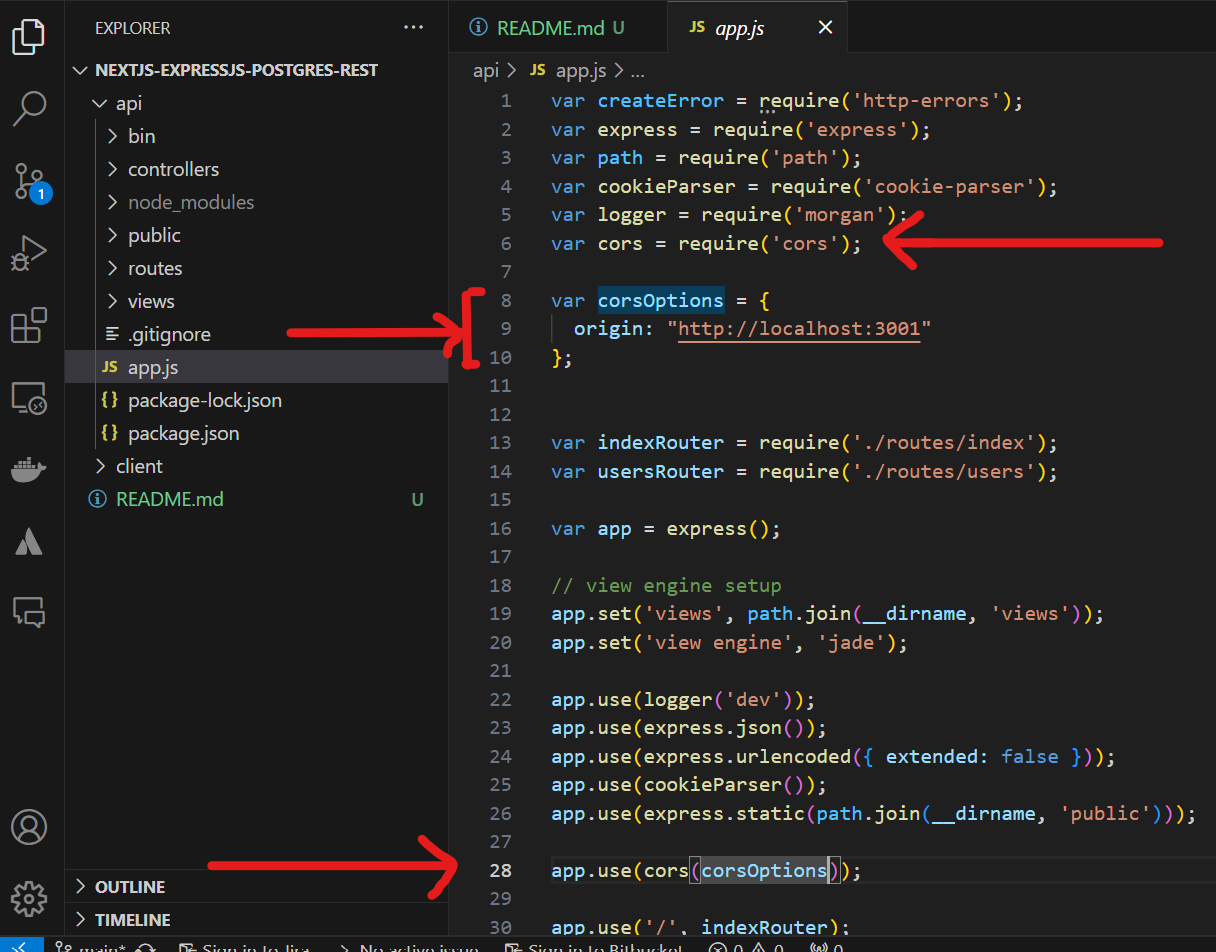 EXPLORER
NEXTJS-EXPRESSJS-POSTGRES-REST
api
bin
controllers
node_modules
public
routes
views
.gitignore
JS app.js
{} package-lock.json
{} package.json
client
README.md U
OUTLINE
TIMELINE
1
README.md U
JS app.js
api > JS app.js > ...
1 var createError = require('http-errors');
2 var express = require('express');
3 var path = require('path');
4 var cookieParser = require('cookie-parser');
5 var logger = require('morgan');
6 var cors = require('cors');
7
8 var corsOptions = {
9   origin: "http://localhost:3001"
10 };
11
12
13 var indexRouter = require('./routes/index');
14 var usersRouter = require('./routes/users');
15
16 var app = express();
17
18 // view engine setup
19 app.set('views', path.join(__dirname, 'views'));
20 app.set('view engine', 'jade');
21
22 app.use(logger('dev'));
23 app.use(express.json());
24 app.use(express.urlencoded({ extended: false }));
25 app.use(cookieParser());
26 app.use(express.static(path.join(__dirname, 'public')));
27
28 app.use(cors(corsOptions));
29
30 app.use('/', indexRouter);
main* Sign in to Jira No active issue Sign in to Bitbucket 0 0 0